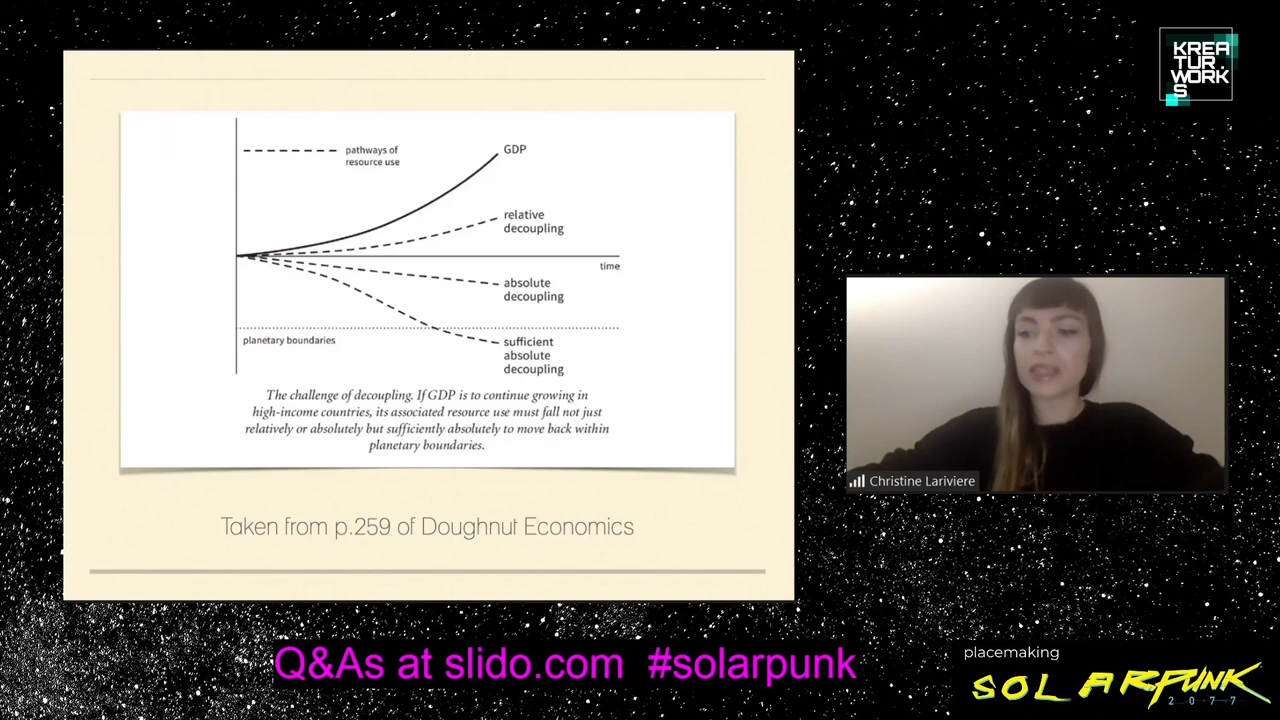 KREA
TUR.
WORK
S
pathways of
resource use
GDP
relative
decoupling
time
absolute
decoupling
planetary boundaries
sufficient
absolute
decoupling
The challenge of decoupling. If GDP is to continue growing in
high-income countries, its associated resource use must fall not just
relatively or absolutely but sufficiently absolutely to move back within
planetary boundaries.
Taken from p.259 of Doughnut Economics
Christine Lariviere
Q&As at slido.com #solarpunk
placemaking
SOLARPUNK
2077